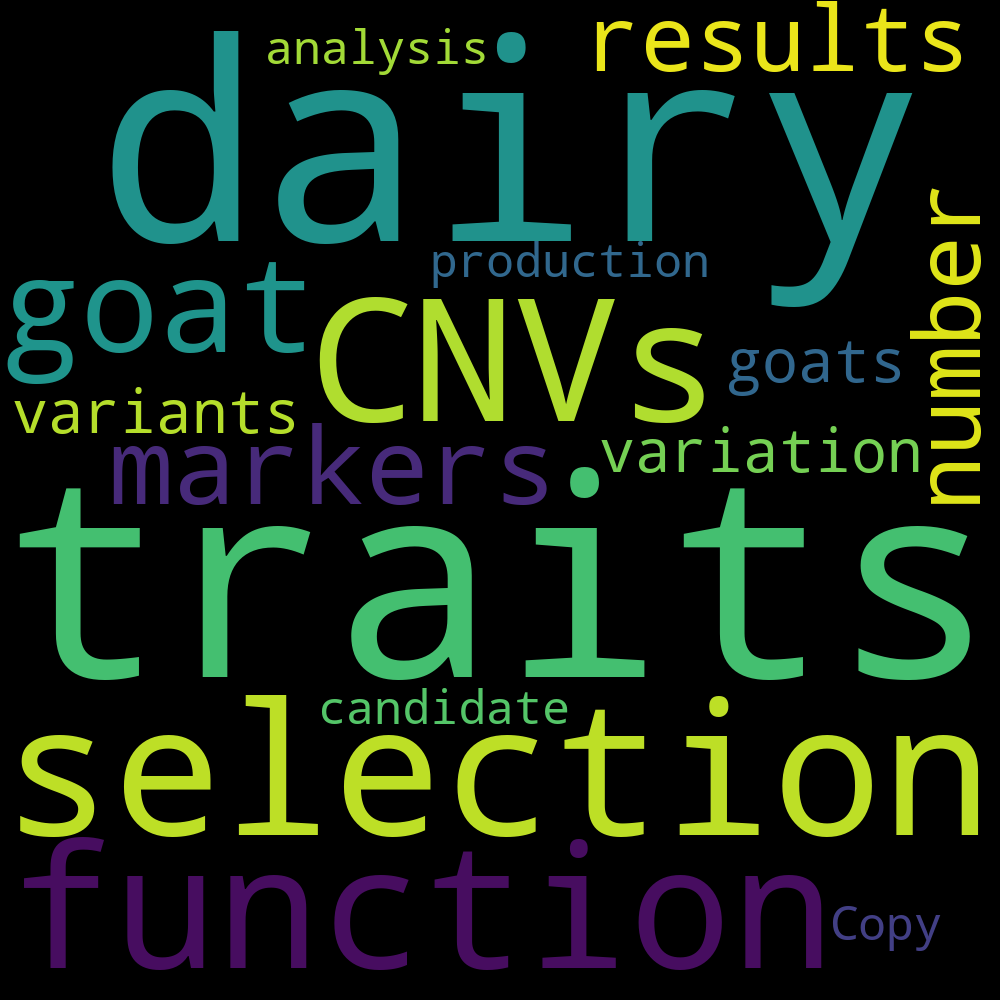 analysis
results
dairy
production
number
goat
CNVs
goats
variants
markers
variation
traits
candidate
selection
function
Copy